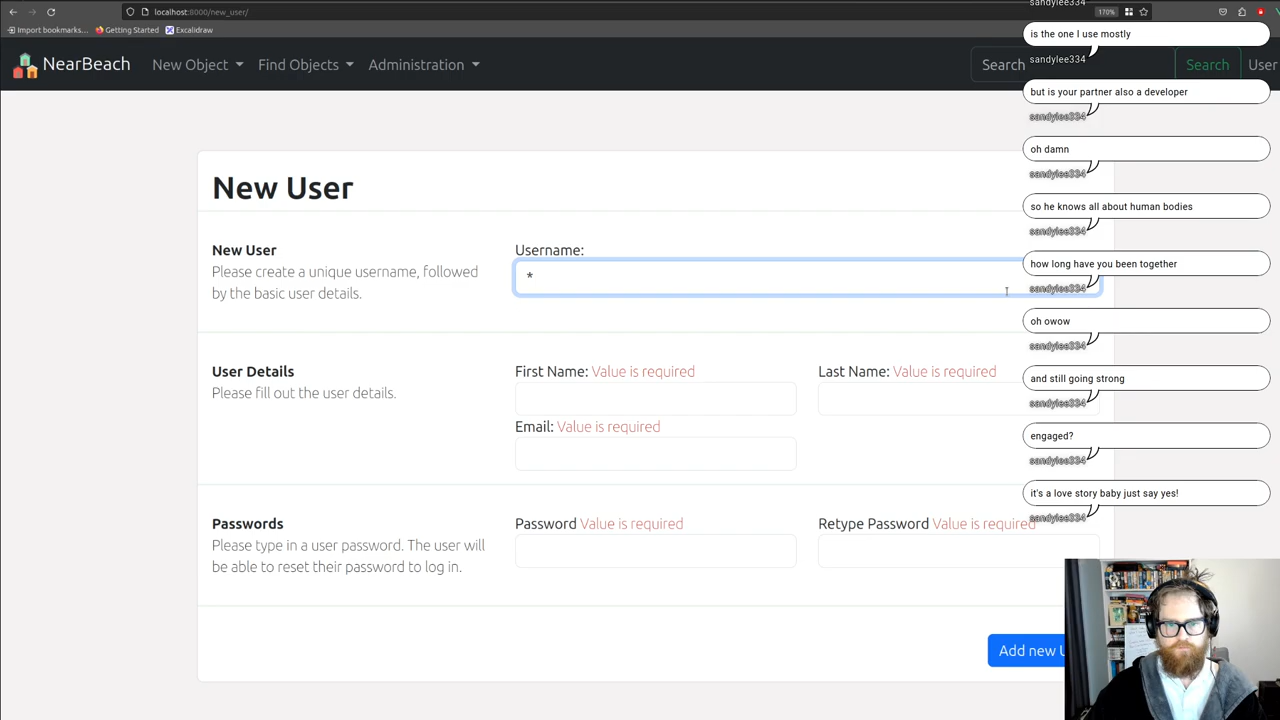 localhost:8000/new_user/
170%
Import bookmarks...
Getting Started
Excalidraw
NearBeach
New Object
Find Objects
Administration
Search
Search
User
New User
New User
Please create a unique username, followed
by the basic user details.
Username:
*
User Details
Please fill out the user details.
First Name: Value is required
Last Name: Value is required
Email: Value is required
Passwords
Please type in a user password. The user will
be able to reset their password to log in.
Password Value is required
Retype Password Value is required
Add new U
sandylee334
is the one I use mostly
sandylee334
but is your partner also a developer
sandylee334
oh damn
sandylee334
so he knows all about human bodies
sandylee334
how long have you been together
sandylee334
oh owow
sandylee334
and still going strong
sandylee334
engaged?
sandylee334
it's a love story baby just say yes!
sandylee334